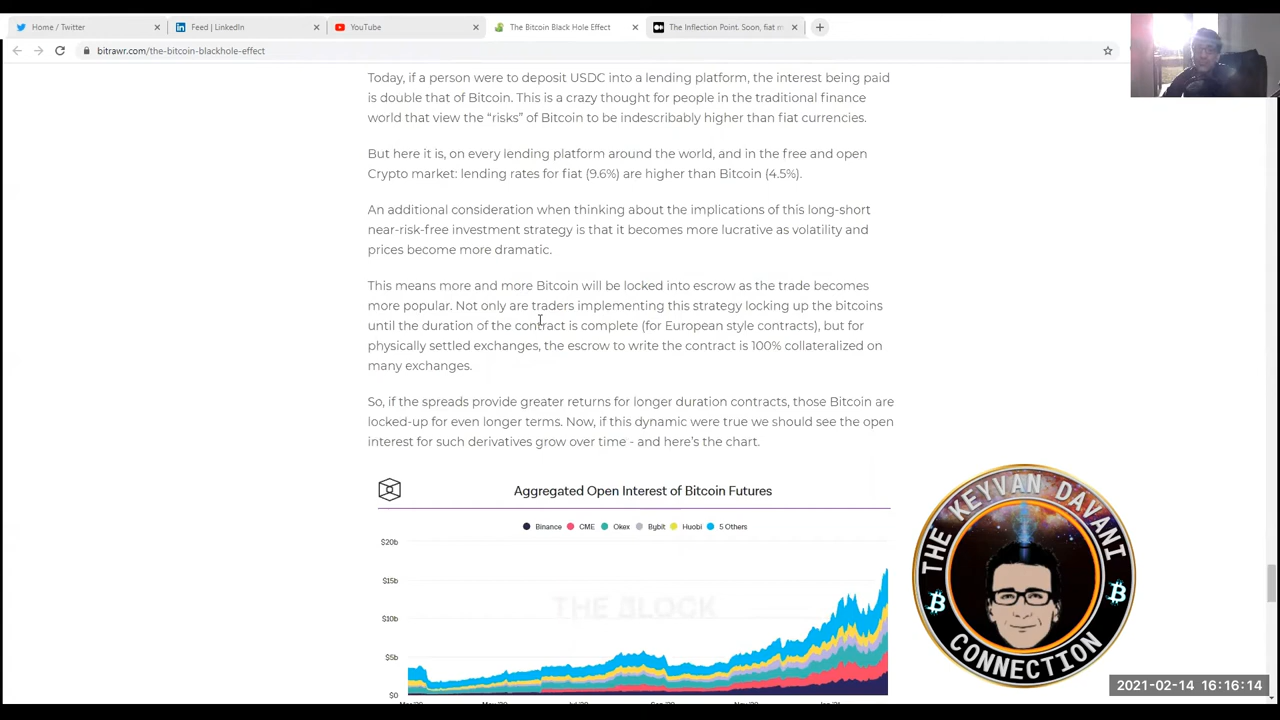 Home / Twitter
Feed | LinkedIn
YouTube
The Bitcoin Black Hole Effect
The Inflection Point. Soon, fiat m
bitrawr.com/the-bitcoin-blackhole-effect
Today, if a person were to deposit USDC into a lending platform, the interest being paid
is double that of Bitcoin. This is a crazy thought for people in the traditional finance
world that view the “risks” of Bitcoin to be indescribably higher than fiat currencies.
But here it is, on every lending platform around the world, and in the free and open
Crypto market: lending rates for fiat (9.6%) are higher than Bitcoin (4.5%).
An additional consideration when thinking about the implications of this long-short
near-risk-free investment strategy is that it becomes more lucrative as volatility and
prices become more dramatic.
This means more and more Bitcoin will be locked into escrow as the trade becomes
more popular. Not only are traders implementing this strategy locking up the bitcoins
until the duration of the contract is complete (for European style contracts), but for
physically settled exchanges, the escrow to write the contract is 100% collateralized on
many exchanges.
So, if the spreads provide greater returns for longer duration contracts, those Bitcoin are
locked-up for even longer terms. Now, if this dynamic were true we should see the open
interest for such derivatives grow over time - and here's the chart.
Aggregated Open Interest of Bitcoin Futures
Binance CME Okex Bybit Huobi 5 Others
$20b
$15b
THE BLOCK
$10b
$5b
$0
THE KEYVAN DAVANI
CONNECTION
2021-02-14 16:16:14